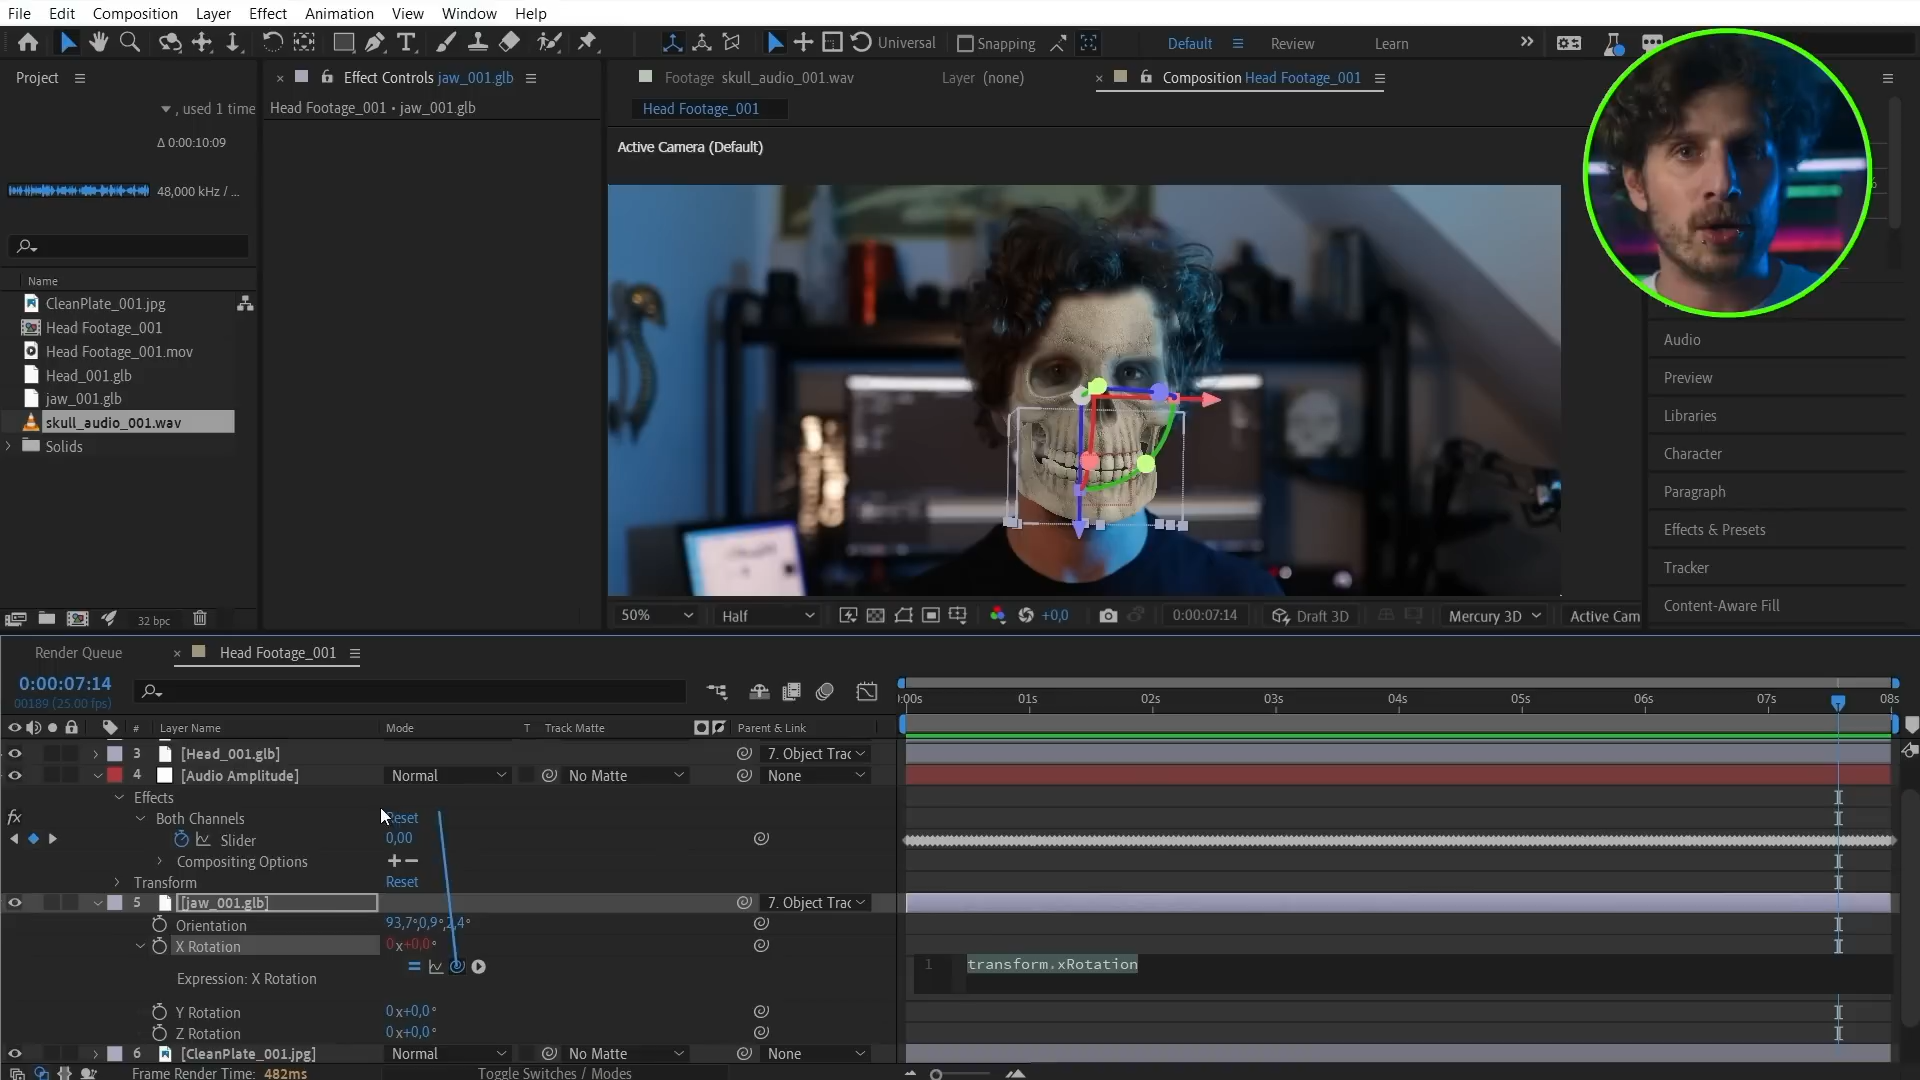 File Edit Composition Layer Effect Animation View Window Help
Universal Snapping Default Review Learn
Project
, used 1 time
Δ 0:00:10:09
48,000 kHz / ...
Name
CleanPlate_001.jpg
Head Footage_001
Head Footage_001.mov
Head_001.glb
jaw_001.glb
skull_audio_001.wav
Solids
32 bpc
Effect Controls jaw_001.glb
Head Footage_001 • jaw_001.glb
Footage skull_audio_001.wav Layer (none) Composition Head Footage_001
Head Footage_001
Active Camera (Default)
50% Half +0,0 0:00:07:14 Draft 3D Mercury 3D Active Cam
Audio
Preview
Libraries
Character
Paragraph
Effects & Presets
Tracker
Content-Aware Fill
Render Queue Head Footage_001
0:00:07:14
00189 (25.00 fps)
:00s 01s 02s 03s 04s 05s 06s 07s 08s
# Layer Name Mode T Track Matte Parent & Link
3 [Head_001.glb] 7. Object Trac
4 [Audio Amplitude] Normal No Matte None
Effects
fx Both Channels Reset
Slider 0,00
Compositing Options
Transform Reset
5 [jaw_001.glb] 7. Object Trac
Orientation 93,7°,0,9°,2,4°
X Rotation 0x+0,0°
Expression: X Rotation 1 transform.xRotation
Y Rotation 0x+0,0°
Z Rotation 0x+0,0°
6 [CleanPlate_001.jpg] Normal No Matte None
Frame Render Time: 482ms Toggle Switches / Modes